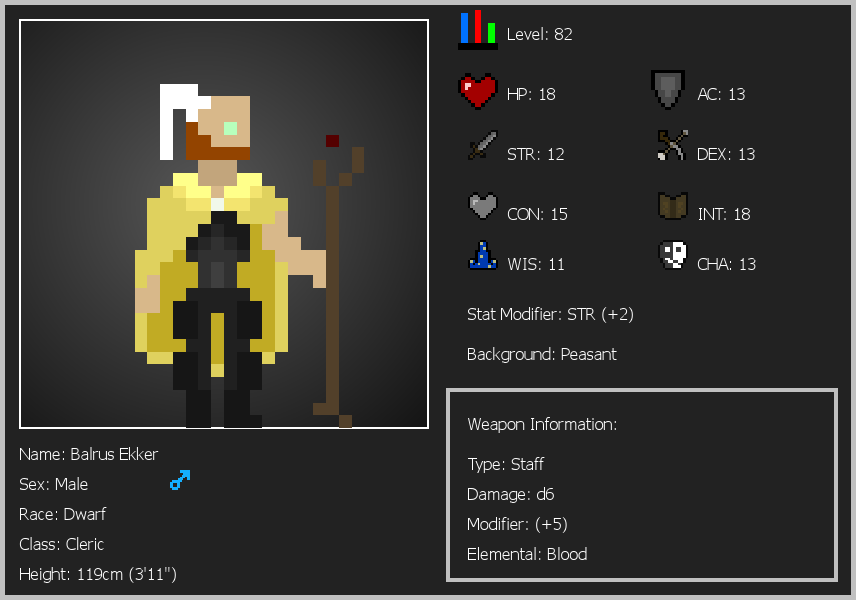 Level: 82
HP: 18
AC: 13
STR: 12
DEX: 13
CON: 15
INT: 18
WIS: 11
CHA: 13
Stat Modifier: STR (+2)
Background: Peasant
Name: Balrus Ekker
Sex: Male
Race: Dwarf
Class: Cleric
Height: 119cm (3'11")
Weapon Information:
Type: Staff
Damage: d6
Modifier: (+5)
Elemental: Blood